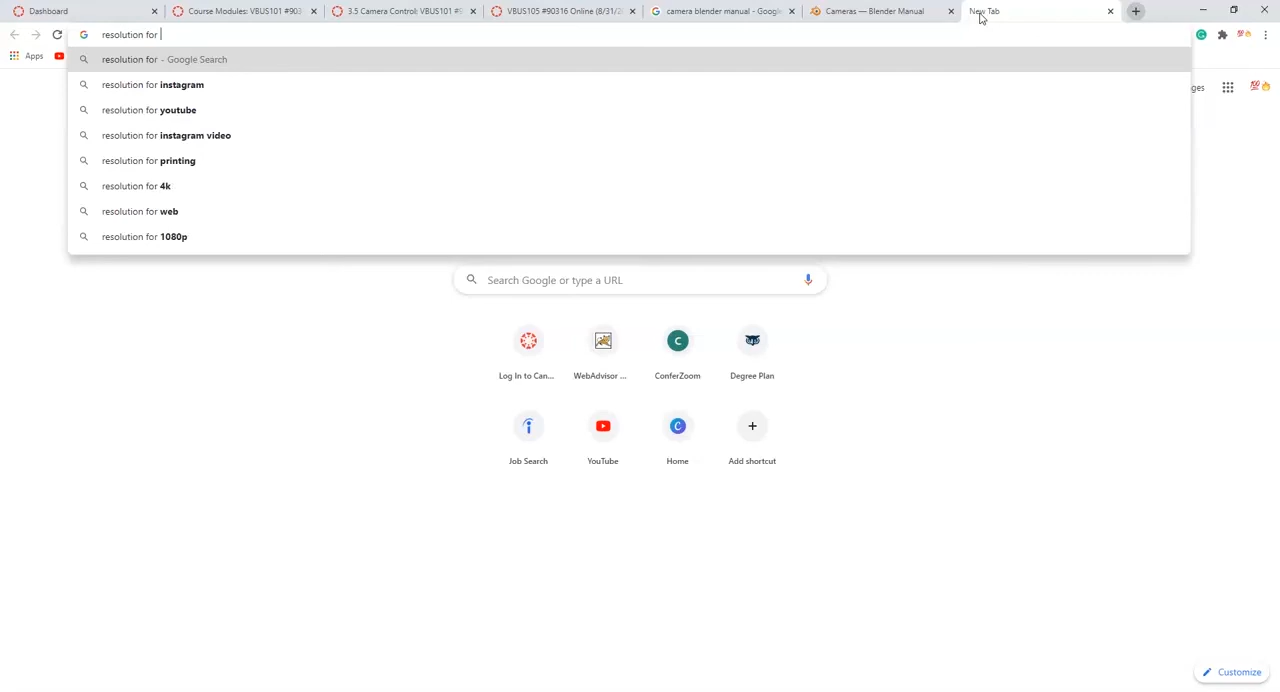 Dashboard
Course Modules: VBUS101 #903
3.5 Camera Control: VBUS101 #9
VBUS105 #90316 Online (8/31/2
camera blender manual - Google
Cameras — Blender Manual
New Tab
resolution for
Apps
resolution for - Google Search
resolution for instagram
resolution for youtube
resolution for instagram video
resolution for printing
resolution for 4k
resolution for web
resolution for 1080p
ges
Search Google or type a URL
Log In to Can...
WebAdvisor ...
ConferZoom
Degree Plan
Job Search
YouTube
Home
Add shortcut
Customize